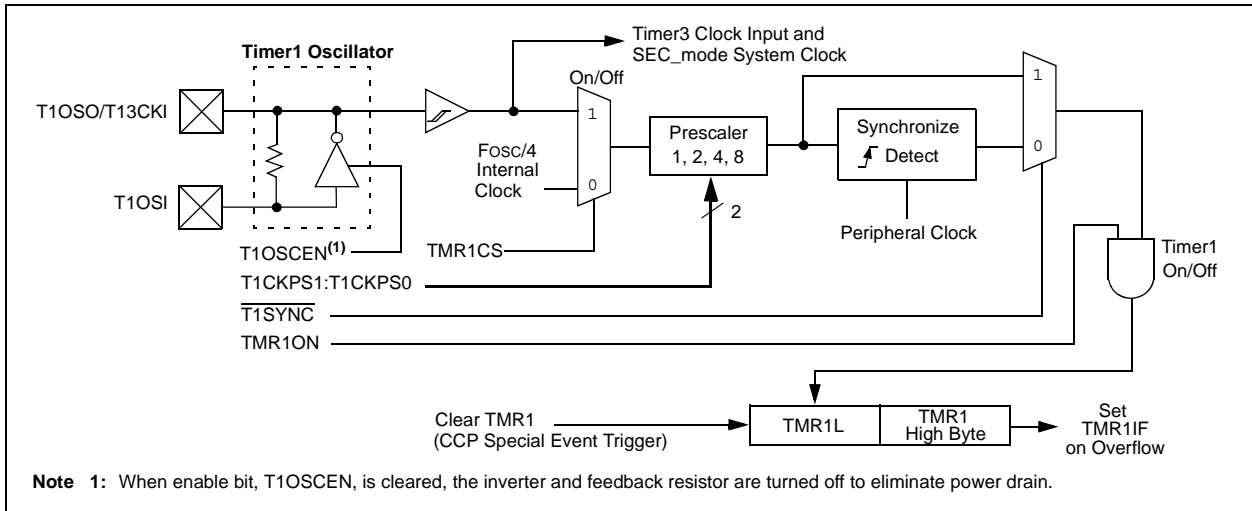 Timer1 Oscillator
Timer3 Clock Input and
SEC_mode System Clock
On/Off
T1OSO/T13CKI
1
FOSC/4
Internal
Clock
0
Prescaler
1, 2, 4, 8
Synchronize
Detect
1
0
T1OSI
2
Peripheral Clock
T1OSCEN(1)
TMR1CS
Timer1
On/Off
T1CKPS1:T1CKPS0
T1SYNC
TMR1ON
Clear TMR1
(CCP Special Event Trigger)
TMR1L
TMR1
High Byte
Set
TMR1IF
on Overflow
Note 1: When enable bit, T1OSCEN, is cleared, the inverter and feedback resistor are turned off to eliminate power drain.